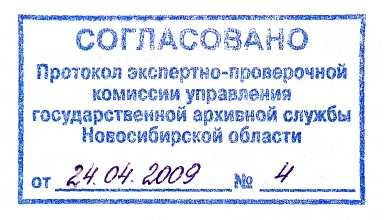 СОГЛАСОВАНО
Протокол экспертно-проверочной
комиссии управления
государственной архивной службы
Новосибирской области
от 24.04.2009 № 4